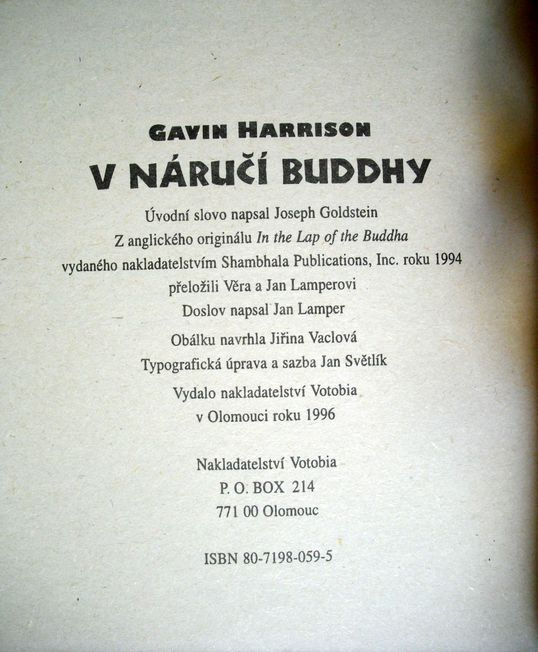 GAVIN HARRISON
V NÁRUČÍ BUDDHY
Úvodní slovo napsal Joseph Goldstein
Z anglického originálu In the Lap of the Buddha
vydaného nakladatelstvím Shambhala Publications, Inc. roku 1994
přeložili Věra a Jan Lamperovi
Doslov napsal Jan Lamper
Obálku navrhla Jiřina Vaclová
Typografická úprava a sazba Jan Světlík
Vydalo nakladatelství Votobia
v Olomouci roku 1996
Nakladatelství Votobia
P. O. BOX 214
771 00 Olomouc
ISBN 80-7198-059-5